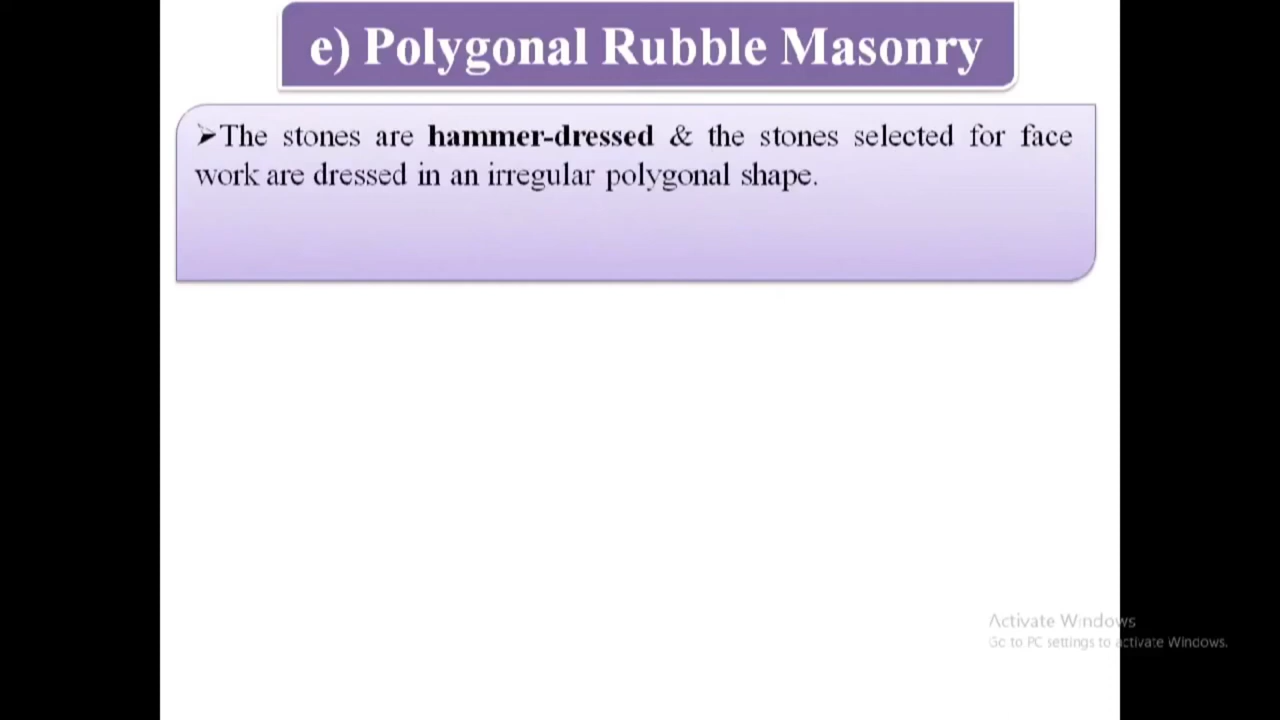 e) Polygonal Rubble Masonry
➢The stones are hammer-dressed & the stones selected for face
work are dressed in an irregular polygonal shape.
Activate Windows
Go to PC settings to activate Windows.